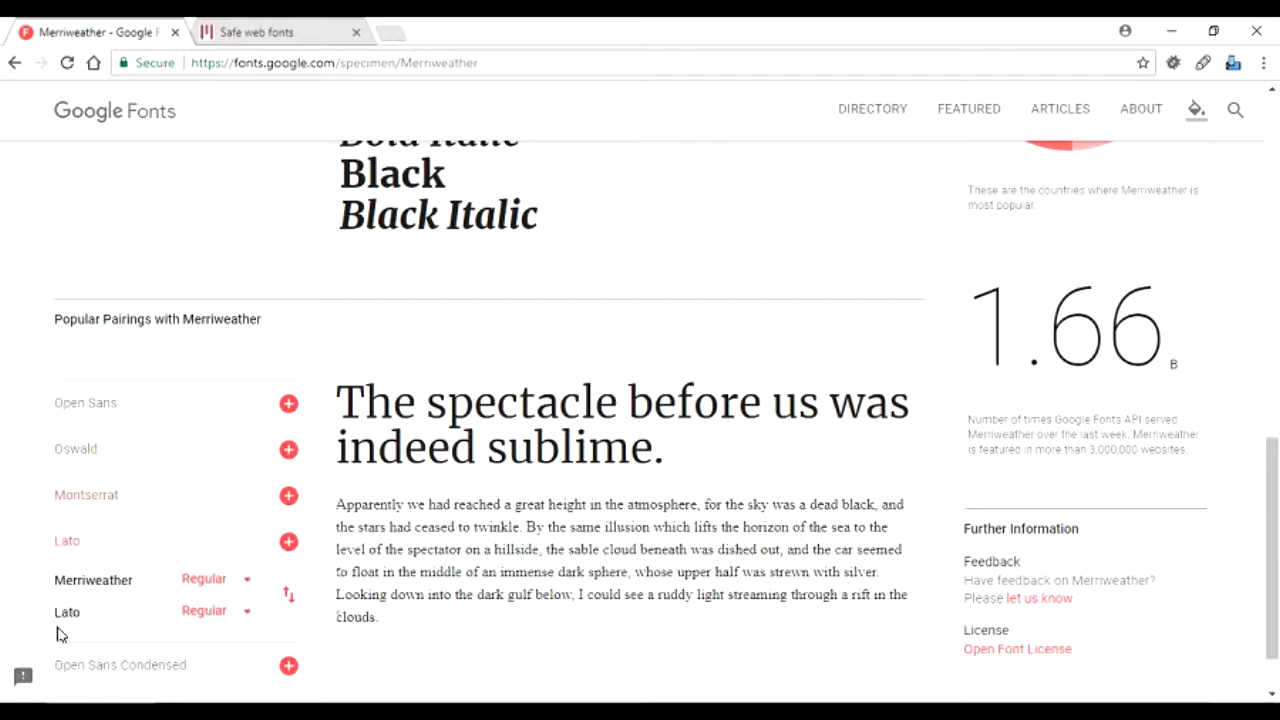 Merriweather - Google F
Safe web fonts
Secure
https://fonts.google.com/specimen/Merriweather
Google Fonts
DIRECTORY
FEATURED
ARTICLES
ABOUT
Bold Italic
Black
Black Italic
These are the countries where Merriweather is
most popular.
1.66
B
Number of times Google Fonts API served
Merriweather over the last week. Merriweather
is featured in more than 3,000,000 websites.
Popular Pairings with Merriweather
Open Sans
Oswald
Montserrat
Lato
Merriweather Regular
Lato Regular
Open Sans Condensed
The spectacle before us was
indeed sublime.
Apparently we had reached a great height in the atmosphere, for the sky was a dead black, and
the stars had ceased to twinkle. By the same illusion which lifts the horizon of the sea to the
level of the spectator on a hillside, the sable cloud beneath was dished out, and the car seemed
to float in the middle of an immense dark sphere, whose upper half was strewn with silver.
Looking down into the dark gulf below, I could see a ruddy light streaming through a rift in the
clouds.
Further Information
Feedback
Have feedback on Merriweather?
Please let us know.
License
Open Font License